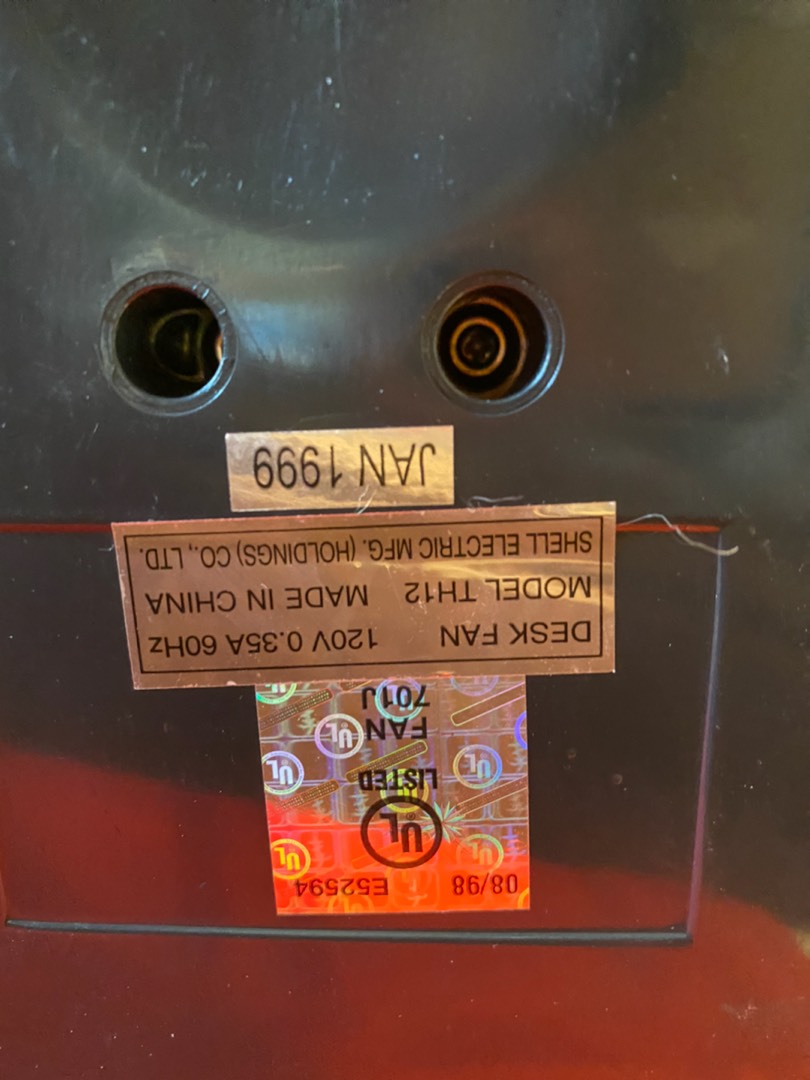 08/98 E52594
UL
LISTED
FAN
701J
DESK FAN 120V 0.35A 60Hz
MODEL TH12 MADE IN CHINA
SHELL ELECTRIC MFG. (HOLDINGS) CO., LTD.
JAN 1999